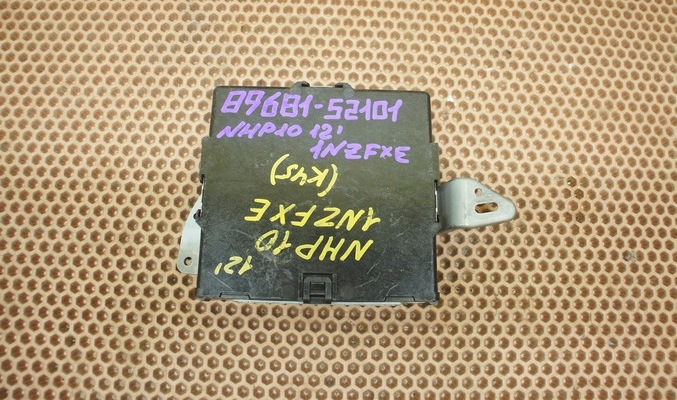 89681-52101
NHP10 12'
1NZFXE
(K45)
1NZFXE
NHP10
12'